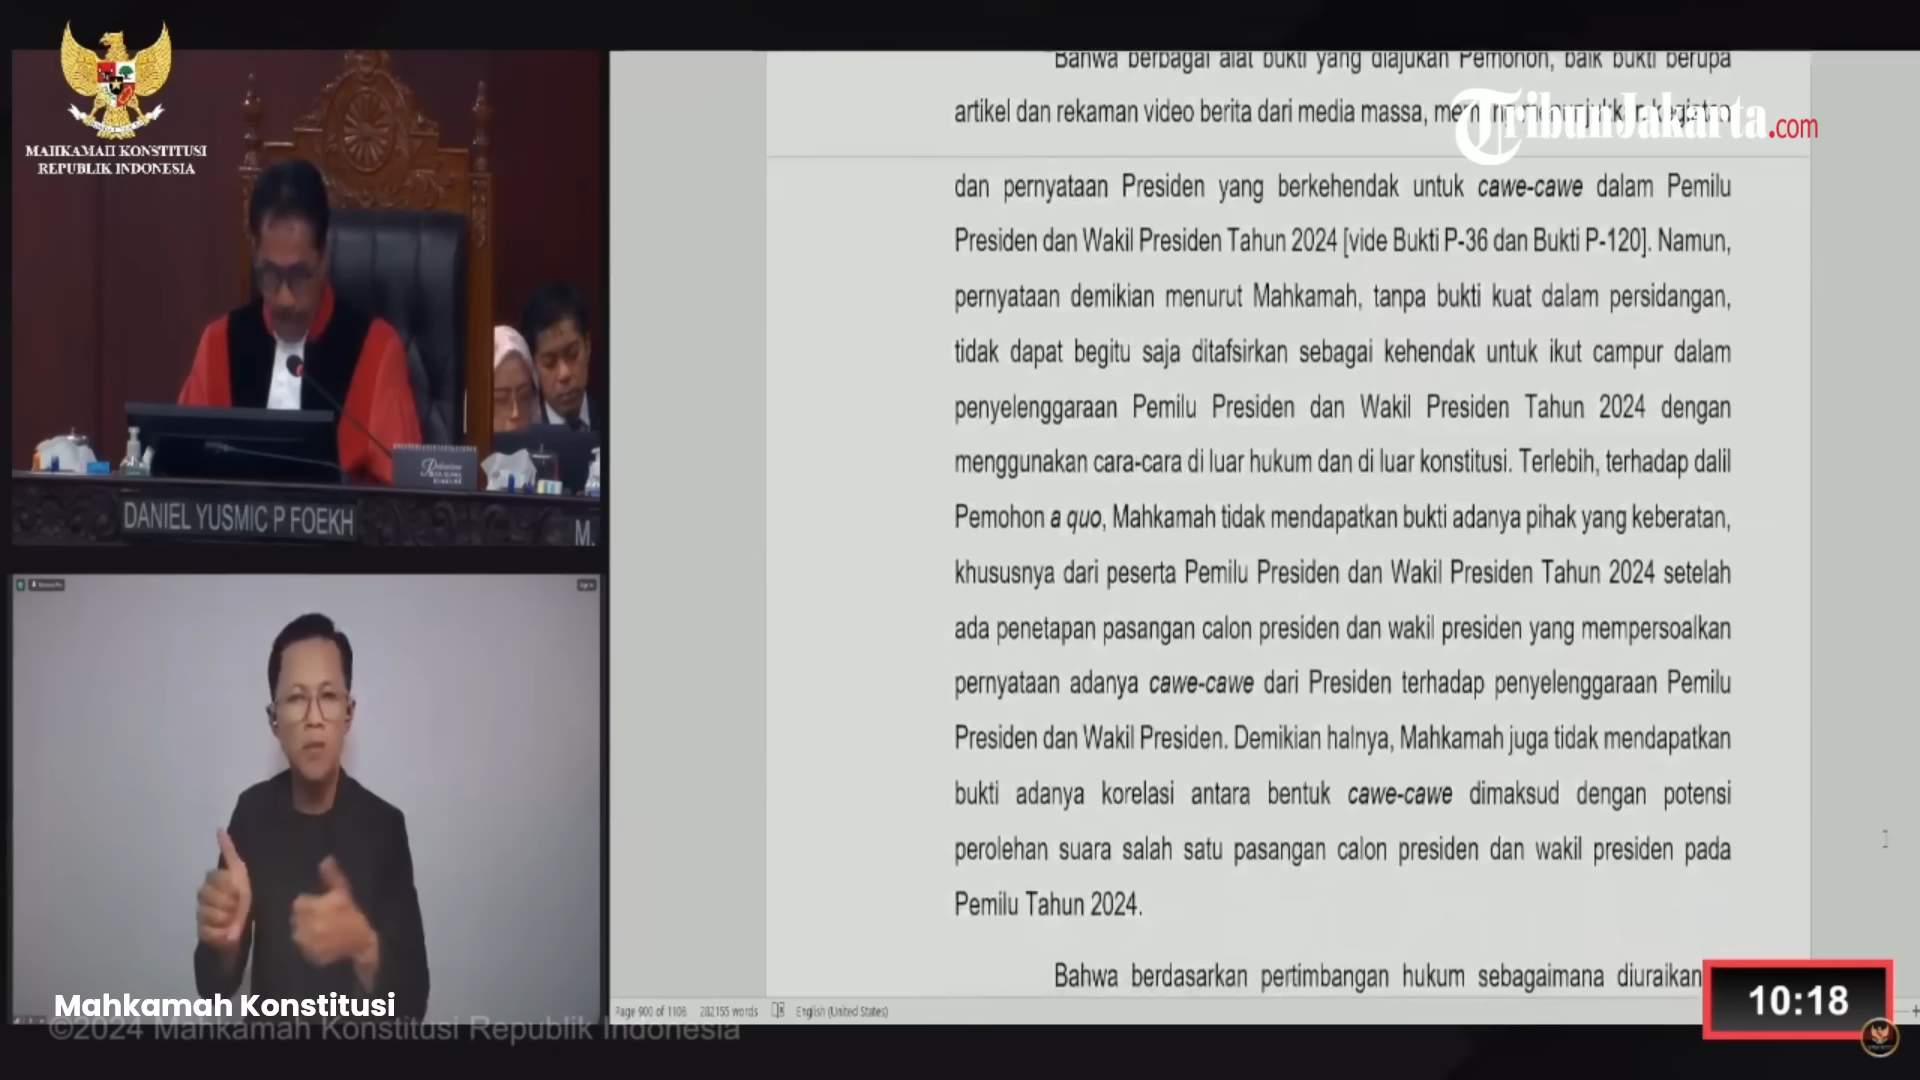 MAHKAMAH KONSTITUSI
REPUBLIK INDONESIA
DANIEL YUSMIC P FOEKH
M.
Mahkamah Konstitusi
©2024 Mahkamah Konstitusi Republik Indonesia
TribunJakarta.com
Bahwa berbagai alat bukti yang diajukan Pemohon, baik bukti berupa
artikel dan rekaman video berita dari media massa,
dan pernyataan Presiden yang berkehendak untuk cawe-cawe dalam Pemilu
Presiden dan Wakil Presiden Tahun 2024 [vide Bukti P-36 dan Bukti P-120]. Namun,
pernyataan demikian menurut Mahkamah, tanpa bukti kuat dalam persidangan,
tidak dapat begitu saja ditafsirkan sebagai kehendak untuk ikut campur dalam
penyelenggaraan Pemilu Presiden dan Wakil Presiden Tahun 2024 dengan
menggunakan cara-cara di luar hukum dan di luar konstitusi. Terlebih, terhadap dalil
Pemohon a quo, Mahkamah tidak mendapatkan bukti adanya pihak yang keberatan,
khususnya dari peserta Pemilu Presiden dan Wakil Presiden Tahun 2024 setelah
ada penetapan pasangan calon presiden dan wakil presiden yang mempersoalkan
pernyataan adanya cawe-cawe dari Presiden terhadap penyelenggaraan Pemilu
Presiden dan Wakil Presiden. Demikian halnya, Mahkamah juga tidak mendapatkan
bukti adanya korelasi antara bentuk cawe-cawe dimaksud dengan potensi
perolehan suara salah satu pasangan calon presiden dan wakil presiden pada
Pemilu Tahun 2024.
Bahwa berdasarkan pertimbangan hukum sebagaimana diuraikan
Page 900 of 1106 282155 words English (United States)
10:18